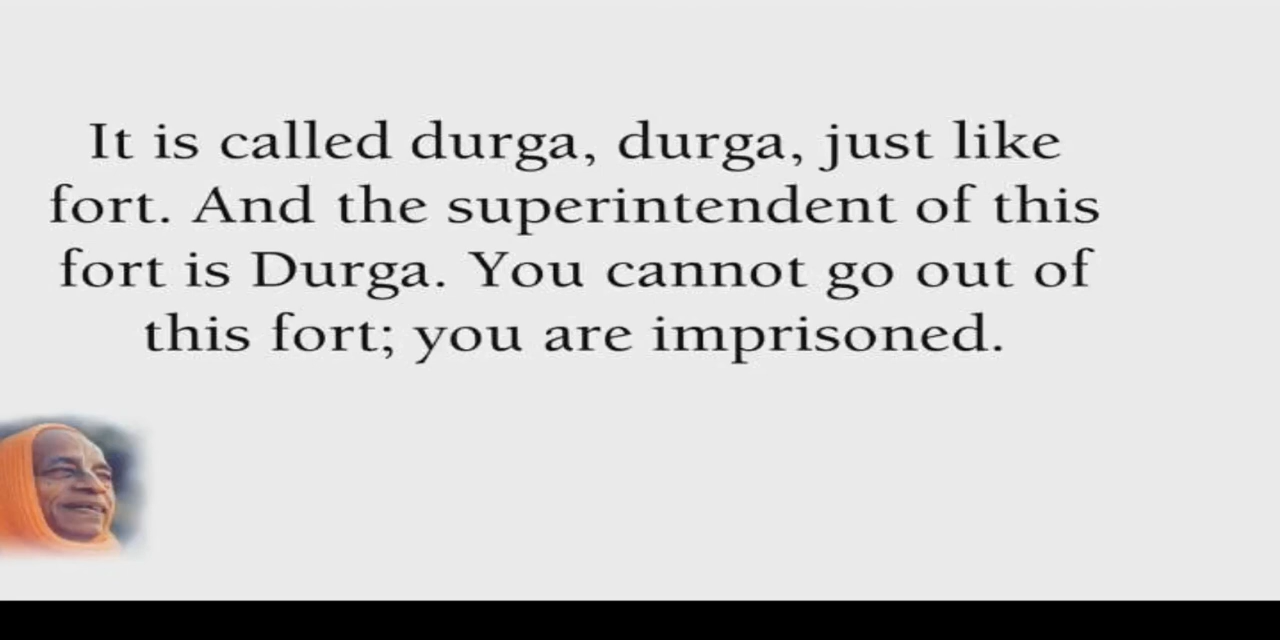 It is called durga, durga, just like
fort. And the superintendent of this
fort is Durga. You cannot go out of
this fort; you are imprisoned.